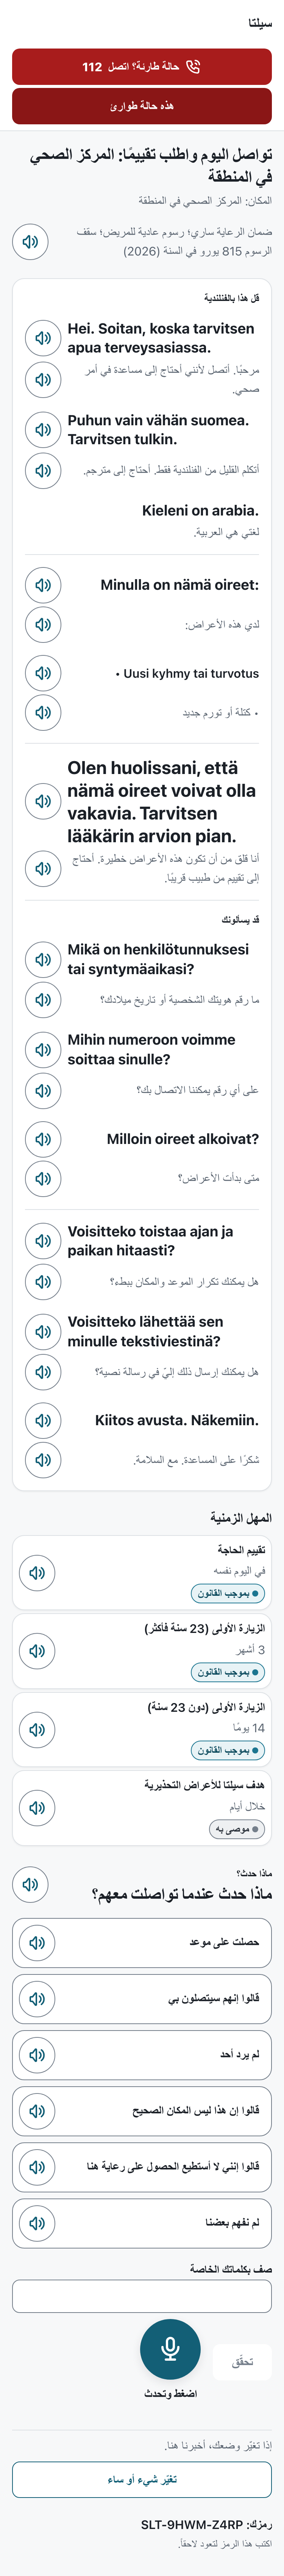 سيلتا
حالة طارئة؟ اتصل 112
هذه حالة طوارئ
تواصل اليوم واطلب تقييمًا: المركز الصحي
في المنطقة
المكان: المركز الصحي في المنطقة
ضمان الرعاية ساري؛ رسوم عادية للمريض؛ سقف
الرسوم 815 يورو في السنة (2026)
قل هذا بالفنلندية
Hei. Soitan, koska tarvitsen
apua terveysasiassa.
مرحبًا. أتصل لأنني أحتاج إلى مساعدة في أمر
صحي.
Puhun vain vähän suomea.
Tarvitsen tulkin.
أتكلم القليل من الفنلندية فقط. أحتاج إلى مترجم.
Kieleni on arabia.
لغتي هي العربية.
Minulla on nämä oireet:
لدي هذه الأعراض:
• Uusi kyhmy tai turvotus
• كتلة أو تورم جديد
Olen huolissani, että
nämä oireet voivat olla
vakavia. Tarvitsen
lääkärin arvion pian.
أنا قلق من أن تكون هذه الأعراض خطيرة. أحتاج
إلى تقييم من طبيب قريبًا.
قد يسألونك
Mikä on henkilötunnuksesi
tai syntymäaikasi?
ما رقم هويتك الشخصية أو تاريخ ميلادك؟
Mihin numeroon voimme
soittaa sinulle?
على أي رقم يمكننا الاتصال بك؟
Milloin oireet alkoivat?
متى بدأت الأعراض؟
Voisitteko toistaa ajan ja
paikan hitaasti?
هل يمكنك تكرار الموعد والمكان ببطء؟
Voisitteko lähettää sen
minulle tekstiviestinä?
هل يمكنك إرسال ذلك إليّ في رسالة نصية؟
Kiitos avusta. Näkemiin.
شكرًا على المساعدة. مع السلامة.
المهل الزمنية
تقييم الحاجة
في اليوم نفسه
بموجب القانون
الزيارة الأولى (23 سنة فأكثر)
3 أشهر
بموجب القانون
الزيارة الأولى (دون 23 سنة)
14 يومًا
بموجب القانون
هدف سيلتا للأعراض التحذيرية
خلال أيام
موصى به
ماذا حدث؟
ماذا حدث عندما تواصلت معهم؟
حصلت على موعد
قالوا إنهم سيتصلون بي
لم يرد أحد
قالوا إن هذا ليس المكان الصحيح
قالوا إنني لا أستطيع الحصول على رعاية هنا
لم نفهم بعضنا
صف بكلماتك الخاصة
تحقّق
اضغط وتحدث
إذا تغيّر وضعك، أخبرنا هنا.
تغيّر شيء أو ساء
رمزك: SLT-9HWM-Z4RP
اكتب هذا الرمز لتعود لاحقاً.